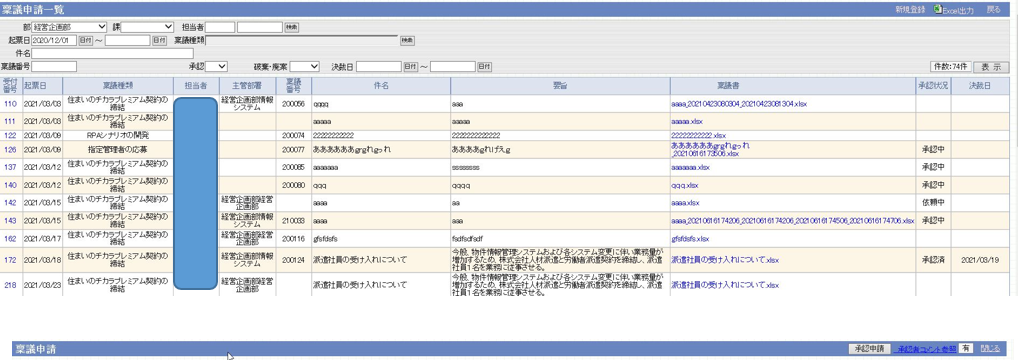 稟議申請一覧 新規登録 Excel出力 戻る
部 経営企画部 課 担当者 検索
起票日 2020/12/01 日付 ～ 日付 稟議種類 検索
件名
稟議番号 承認 破棄・廃案 決裁日 日付 ～ 日付 件数:74件 表 示
受付番号 起票日 稟議種類 担当者 主管部署 稟議番号 件名 要旨 稟議書 承認状況 決裁日
110 2021/03/03 住まいのチカラプレミアム契約の締結 経営企画部情報システム 200056 qqqq aaa aaaa_20210423080304_20210423081304.xlsx
111 2021/03/03 住まいのチカラプレミアム契約の締結 aaaaa aaaaa aaaaa.xlsx
122 2021/03/09 RPAシナリオの開発 200074 22222222222 2222222222222 22222222222.xlsx
126 2021/03/09 指定管理者の応募 200077 ああああああgrgれgっれ ああああgれげえg ああああああgrgれgっれ_20210616173506.xlsx 承認中
137 2021/03/12 住まいのチカラプレミアム契約の締結 200085 aaaaaaa ssssssss aaaaaaa.xlsx 承認中
140 2021/03/12 住まいのチカラプレミアム契約の締結 200080 qqq qqqq qqq.xlsx 承認中
142 2021/03/15 住まいのチカラプレミアム契約の締結 経営企画部経営企画部 aaaa aa aaaa.xlsx 依頼中
143 2021/03/15 住まいのチカラプレミアム契約の締結 経営企画部情報システム 210033 aaaa aaa aaaa_20210616174206_20210616174206_20210616174506_20210616174706.xlsx 承認中
162 2021/03/17 住まいのチカラプレミアム契約の締結 経営企画部経営企画部 200116 gfsfdsfs fsdfsdfsdf gfsfdsfs.xlsx
172 2021/03/18 住まいのチカラプレミアム契約の締結 経営企画部情報システム 200124 派遣社員の受け入れについて 今般、物件情報管理システムおよび各システム変更に伴い業務量が増加するため、株式会社人材派遣と労働者派遣契約を締結し、派遣社員１名を業務に従事させる。 派遣社員の受け入れについて.xlsx 承認済 2021/03/19
218 2021/03/23 住まいのチカラプレミアム契約の締結 経営企画部経営企画部 派遣社員の受け入れについて 今般、物件情報管理システムおよび各システム変更に伴い業務量が増加するため、株式会社人材派遣と労働者派遣契約を締結し、派遣社員１名を業務に従事させる。 派遣社員の受け入れについて.xlsx
稟議申請 承認申請 承認者コメント参照 有 閉じる